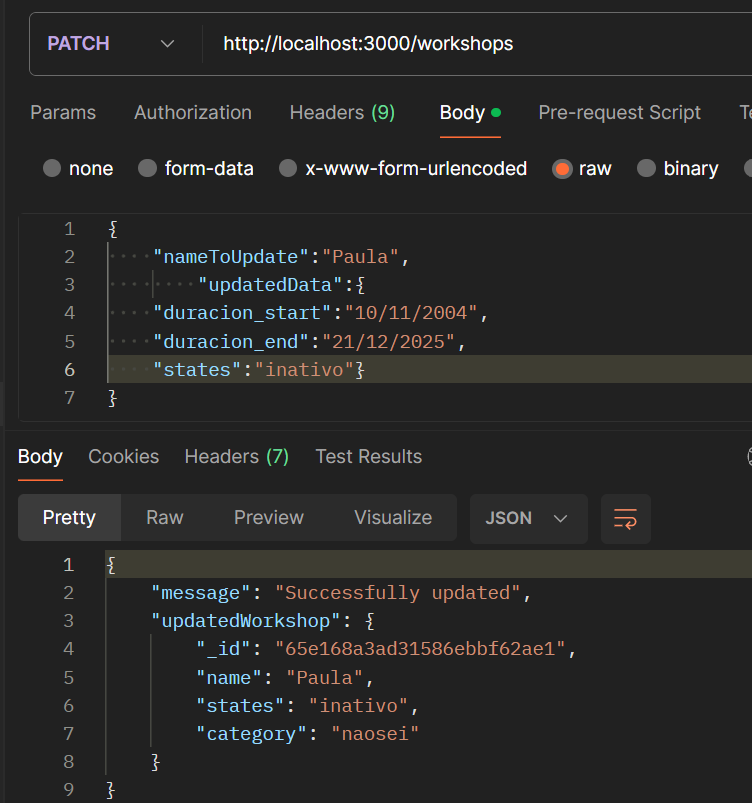 PATCH http://localhost:3000/workshops
Params Authorization Headers (9) Body Pre-request Script
none form-data x-www-form-urlencoded raw binary
1 {
2 "nameToUpdate":"Paula",
3 "updatedData":{
4 "duracion_start":"10/11/2004",
5 "duracion_end":"21/12/2025",
6 "states":"inativo"}
7 }
Body Cookies Headers (7) Test Results
Pretty Raw Preview Visualize JSON
1 {
2 "message": "Successfully updated",
3 "updatedWorkshop": {
4 "_id": "65e168a3ad31586ebbf62ae1",
5 "name": "Paula",
6 "states": "inativo",
7 "category": "naosei"
8 }
9 }